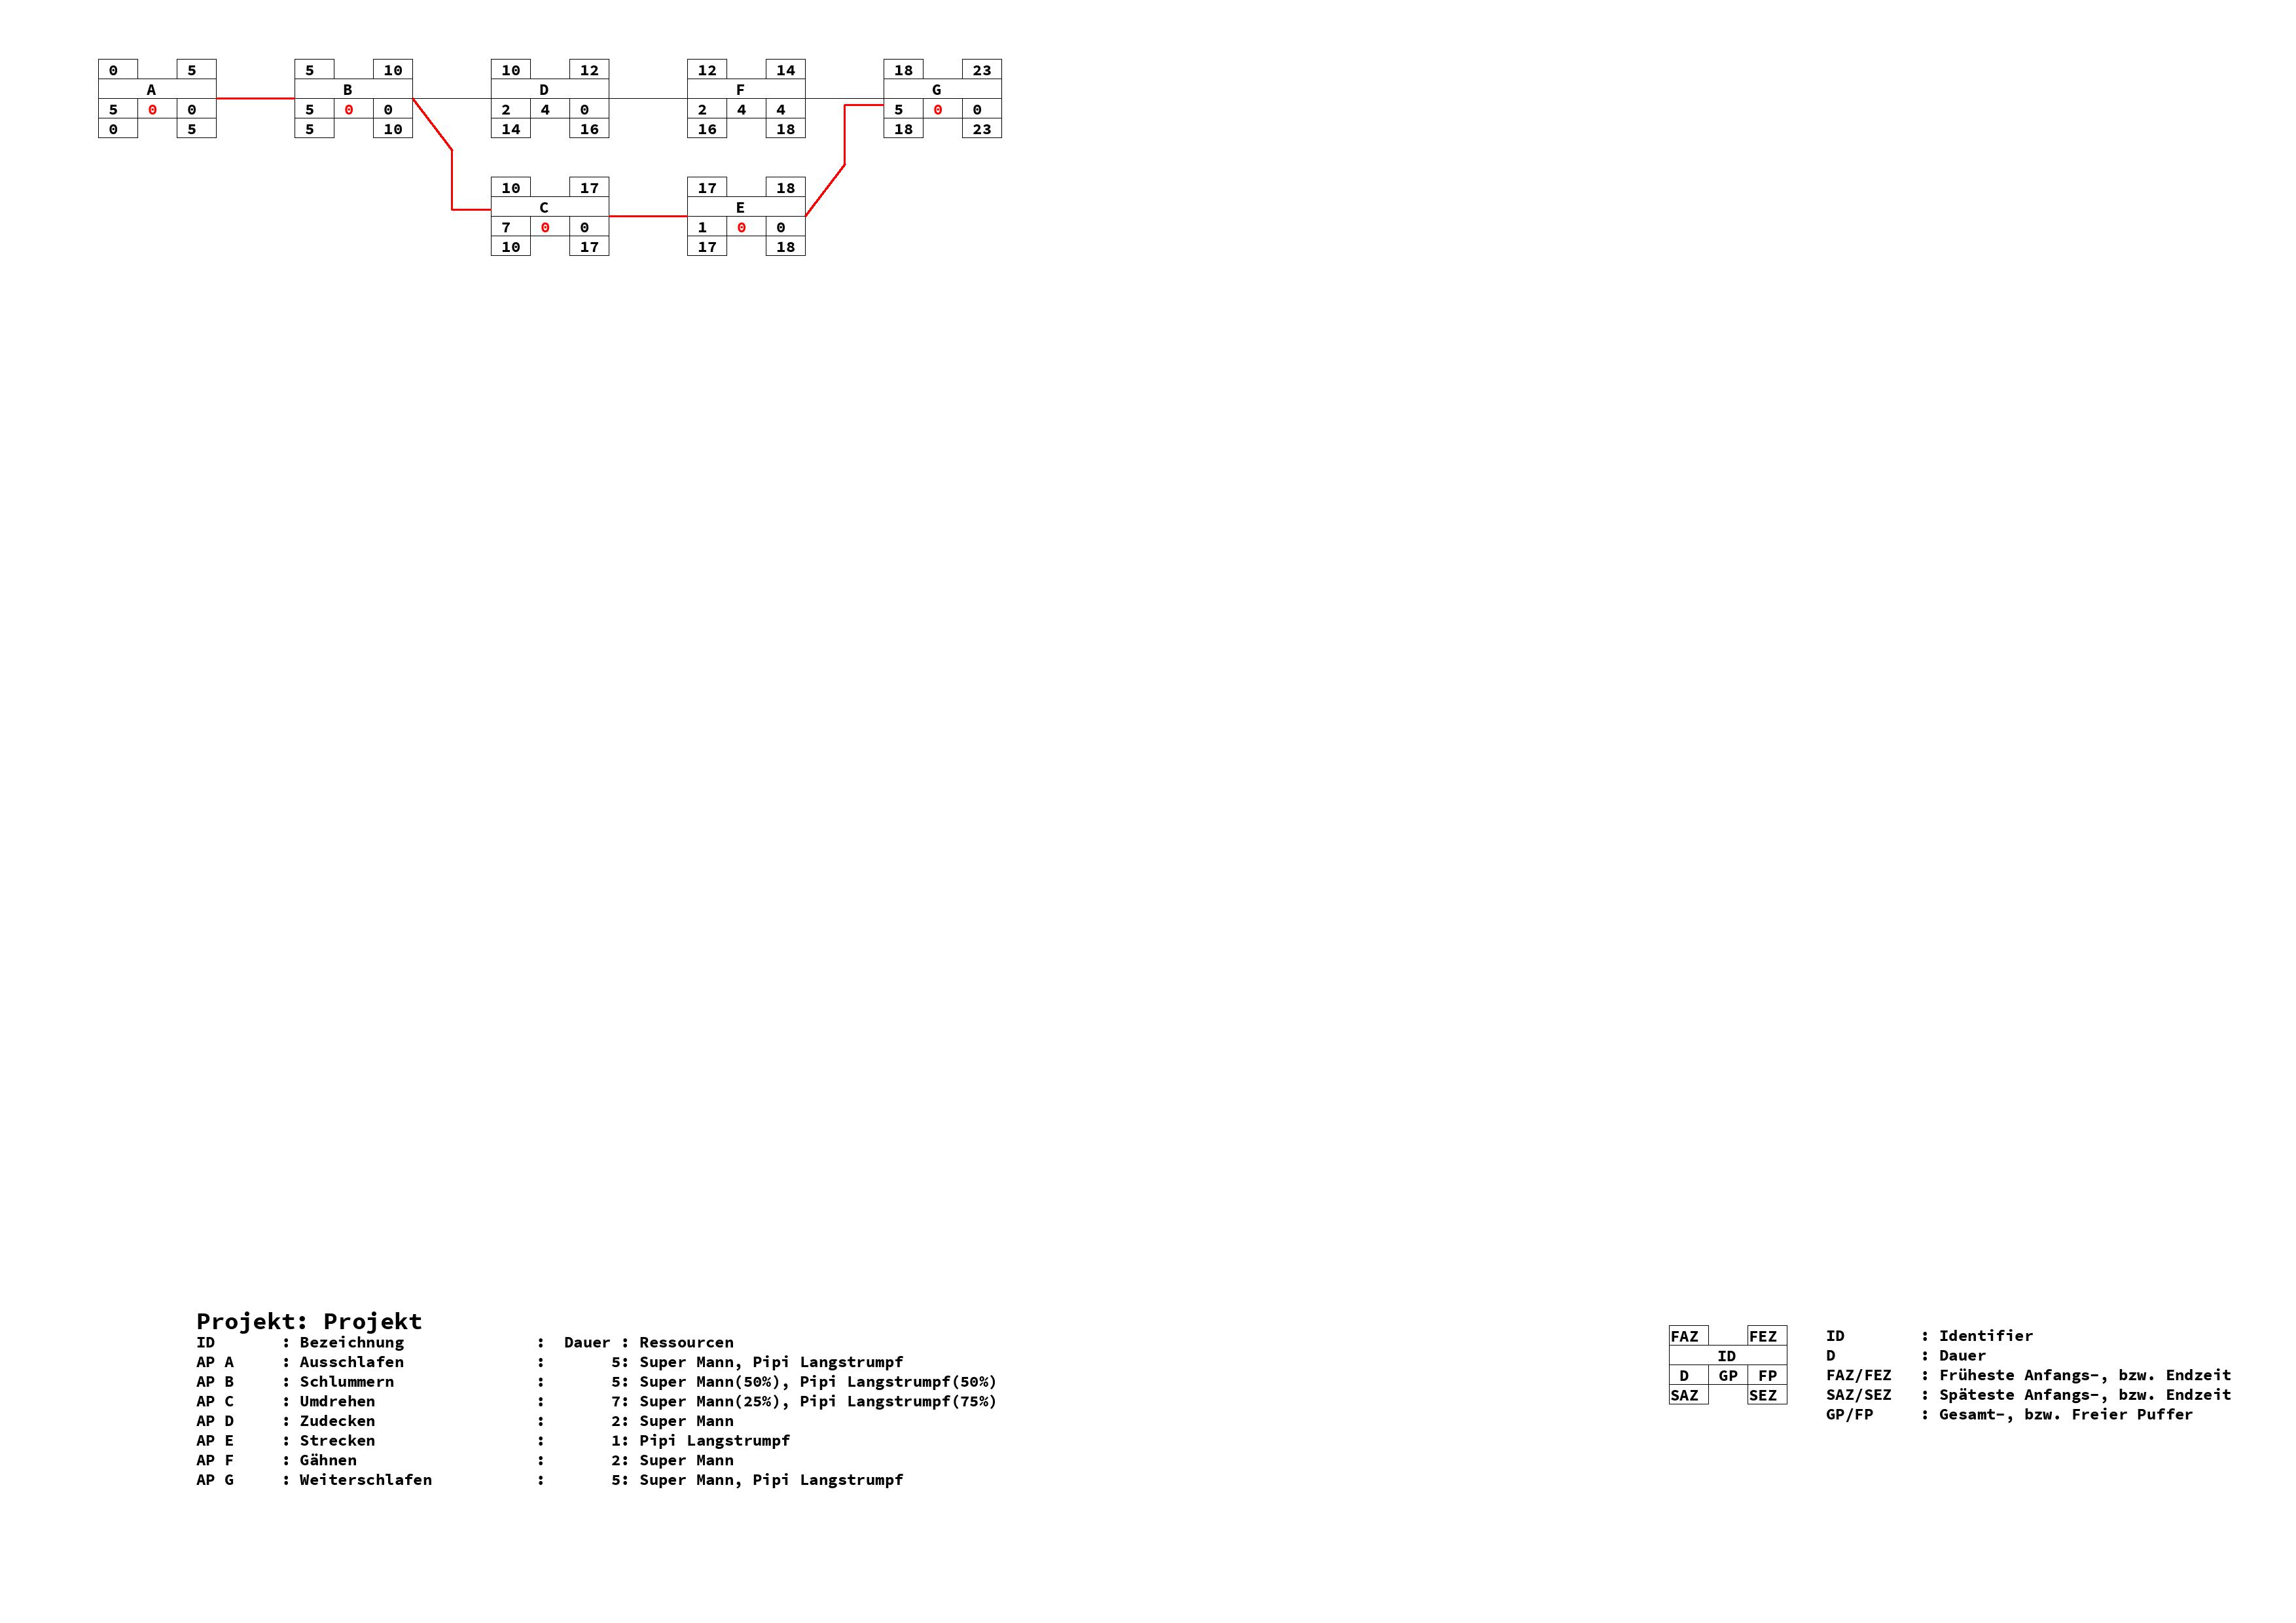 0 5 5 10 10 12 12 14 18 23
A B D F G
5 0 0 5 0 0 2 4 0 2 4 4 5 0 0
0 5 5 10 14 16 16 18 18 23
10 17 17 18
C E
7 0 0 1 0 0
10 17 17 18
Projekt: Projekt
ID : Bezeichnung : Dauer : Ressourcen
AP A : Ausschlafen : 5: Super Mann, Pipi Langstrumpf
AP B : Schlummern : 5: Super Mann(50%), Pipi Langstrumpf(50%)
AP C : Umdrehen : 7: Super Mann(25%), Pipi Langstrumpf(75%)
AP D : Zudecken : 2: Super Mann
AP E : Strecken : 1: Pipi Langstrumpf
AP F : Gähnen : 2: Super Mann
AP G : Weiterschlafen : 5: Super Mann, Pipi Langstrumpf
FAZ FEZ
ID
D GP FP
SAZ SEZ
ID : Identifier
D : Dauer
FAZ/FEZ : Früheste Anfangs-, bzw. Endzeit
SAZ/SEZ : Späteste Anfangs-, bzw. Endzeit
GP/FP : Gesamt-, bzw. Freier Puffer